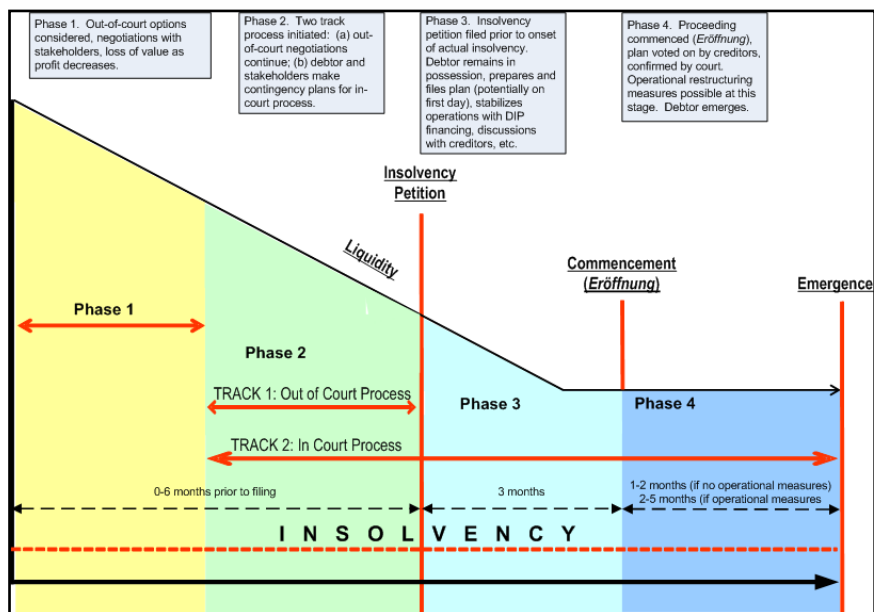 Phase 1. Out-of-court options
considered, negotiations with
stakeholders, loss of value as
profit decreases.
Phase 2. Two track
process initiated: (a) out-
of-court negotiations
continue; (b) debtor and
stakeholders make
contingency plans for in-
court process.
Phase 3. Insolvency
petition filed prior to onset
of actual insolvency.
Debtor remains in
possession, prepares and
files plan (potentially on
first day), stabilizes
operations with DIP
financing, discussions
with creditors, etc.
Phase 4. Proceeding
commenced (Eröffnung),
plan voted on by creditors,
confirmed by court.
Operational restructuring
measures possible at this
stage. Debtor emerges.
Insolvency
Petition
Liquidity
Commencement
(Eröffnung)
Emergence
Phase 1
Phase 2
TRACK 1: Out of Court Process
Phase 3
Phase 4
TRACK 2: In Court Process
0-6 months prior to filing
3 months
1-2 months (if no operational measures)
2-5 months (if operational measures
INSOLVENCY